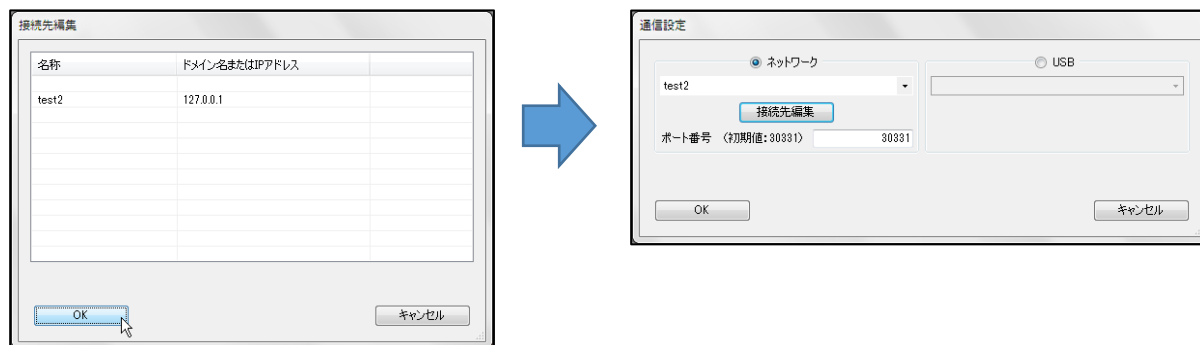 接続先編集
名称 ドメイン名またはIPアドレス
test2 127.0.0.1
OK キャンセル
通信設定
ネットワーク USB
test2
接続先編集
ポート番号 (初期値:30331) 30331
OK キャンセル